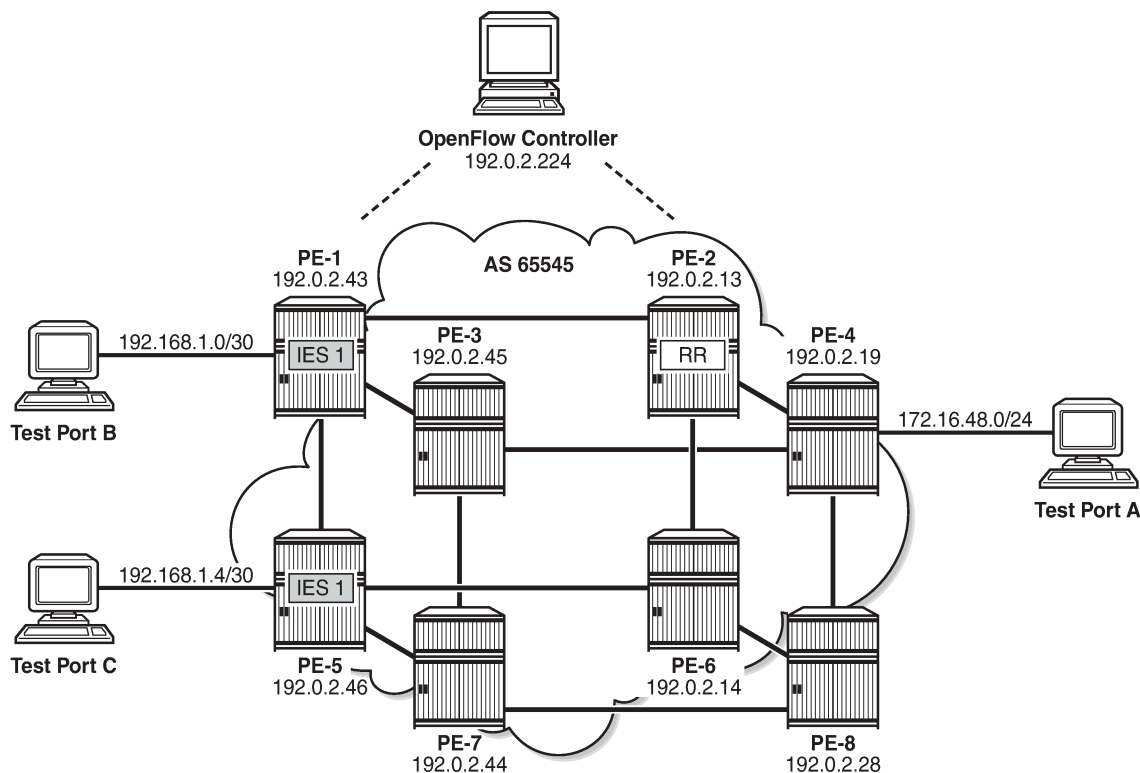 OpenFlow Controller
192.0.2.224
AS 65545
PE-1
192.0.2.43
PE-2
192.0.2.13
IES 1
RR
PE-3
192.0.2.45
PE-4
192.0.2.19
192.168.1.0/30
Test Port B
172.16.48.0/24
Test Port A
192.168.1.4/30
IES 1
Test Port C
PE-5
192.0.2.46
PE-6
192.0.2.14
PE-7
192.0.2.44
PE-8
192.0.2.28